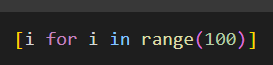 [i for i in range(100)]